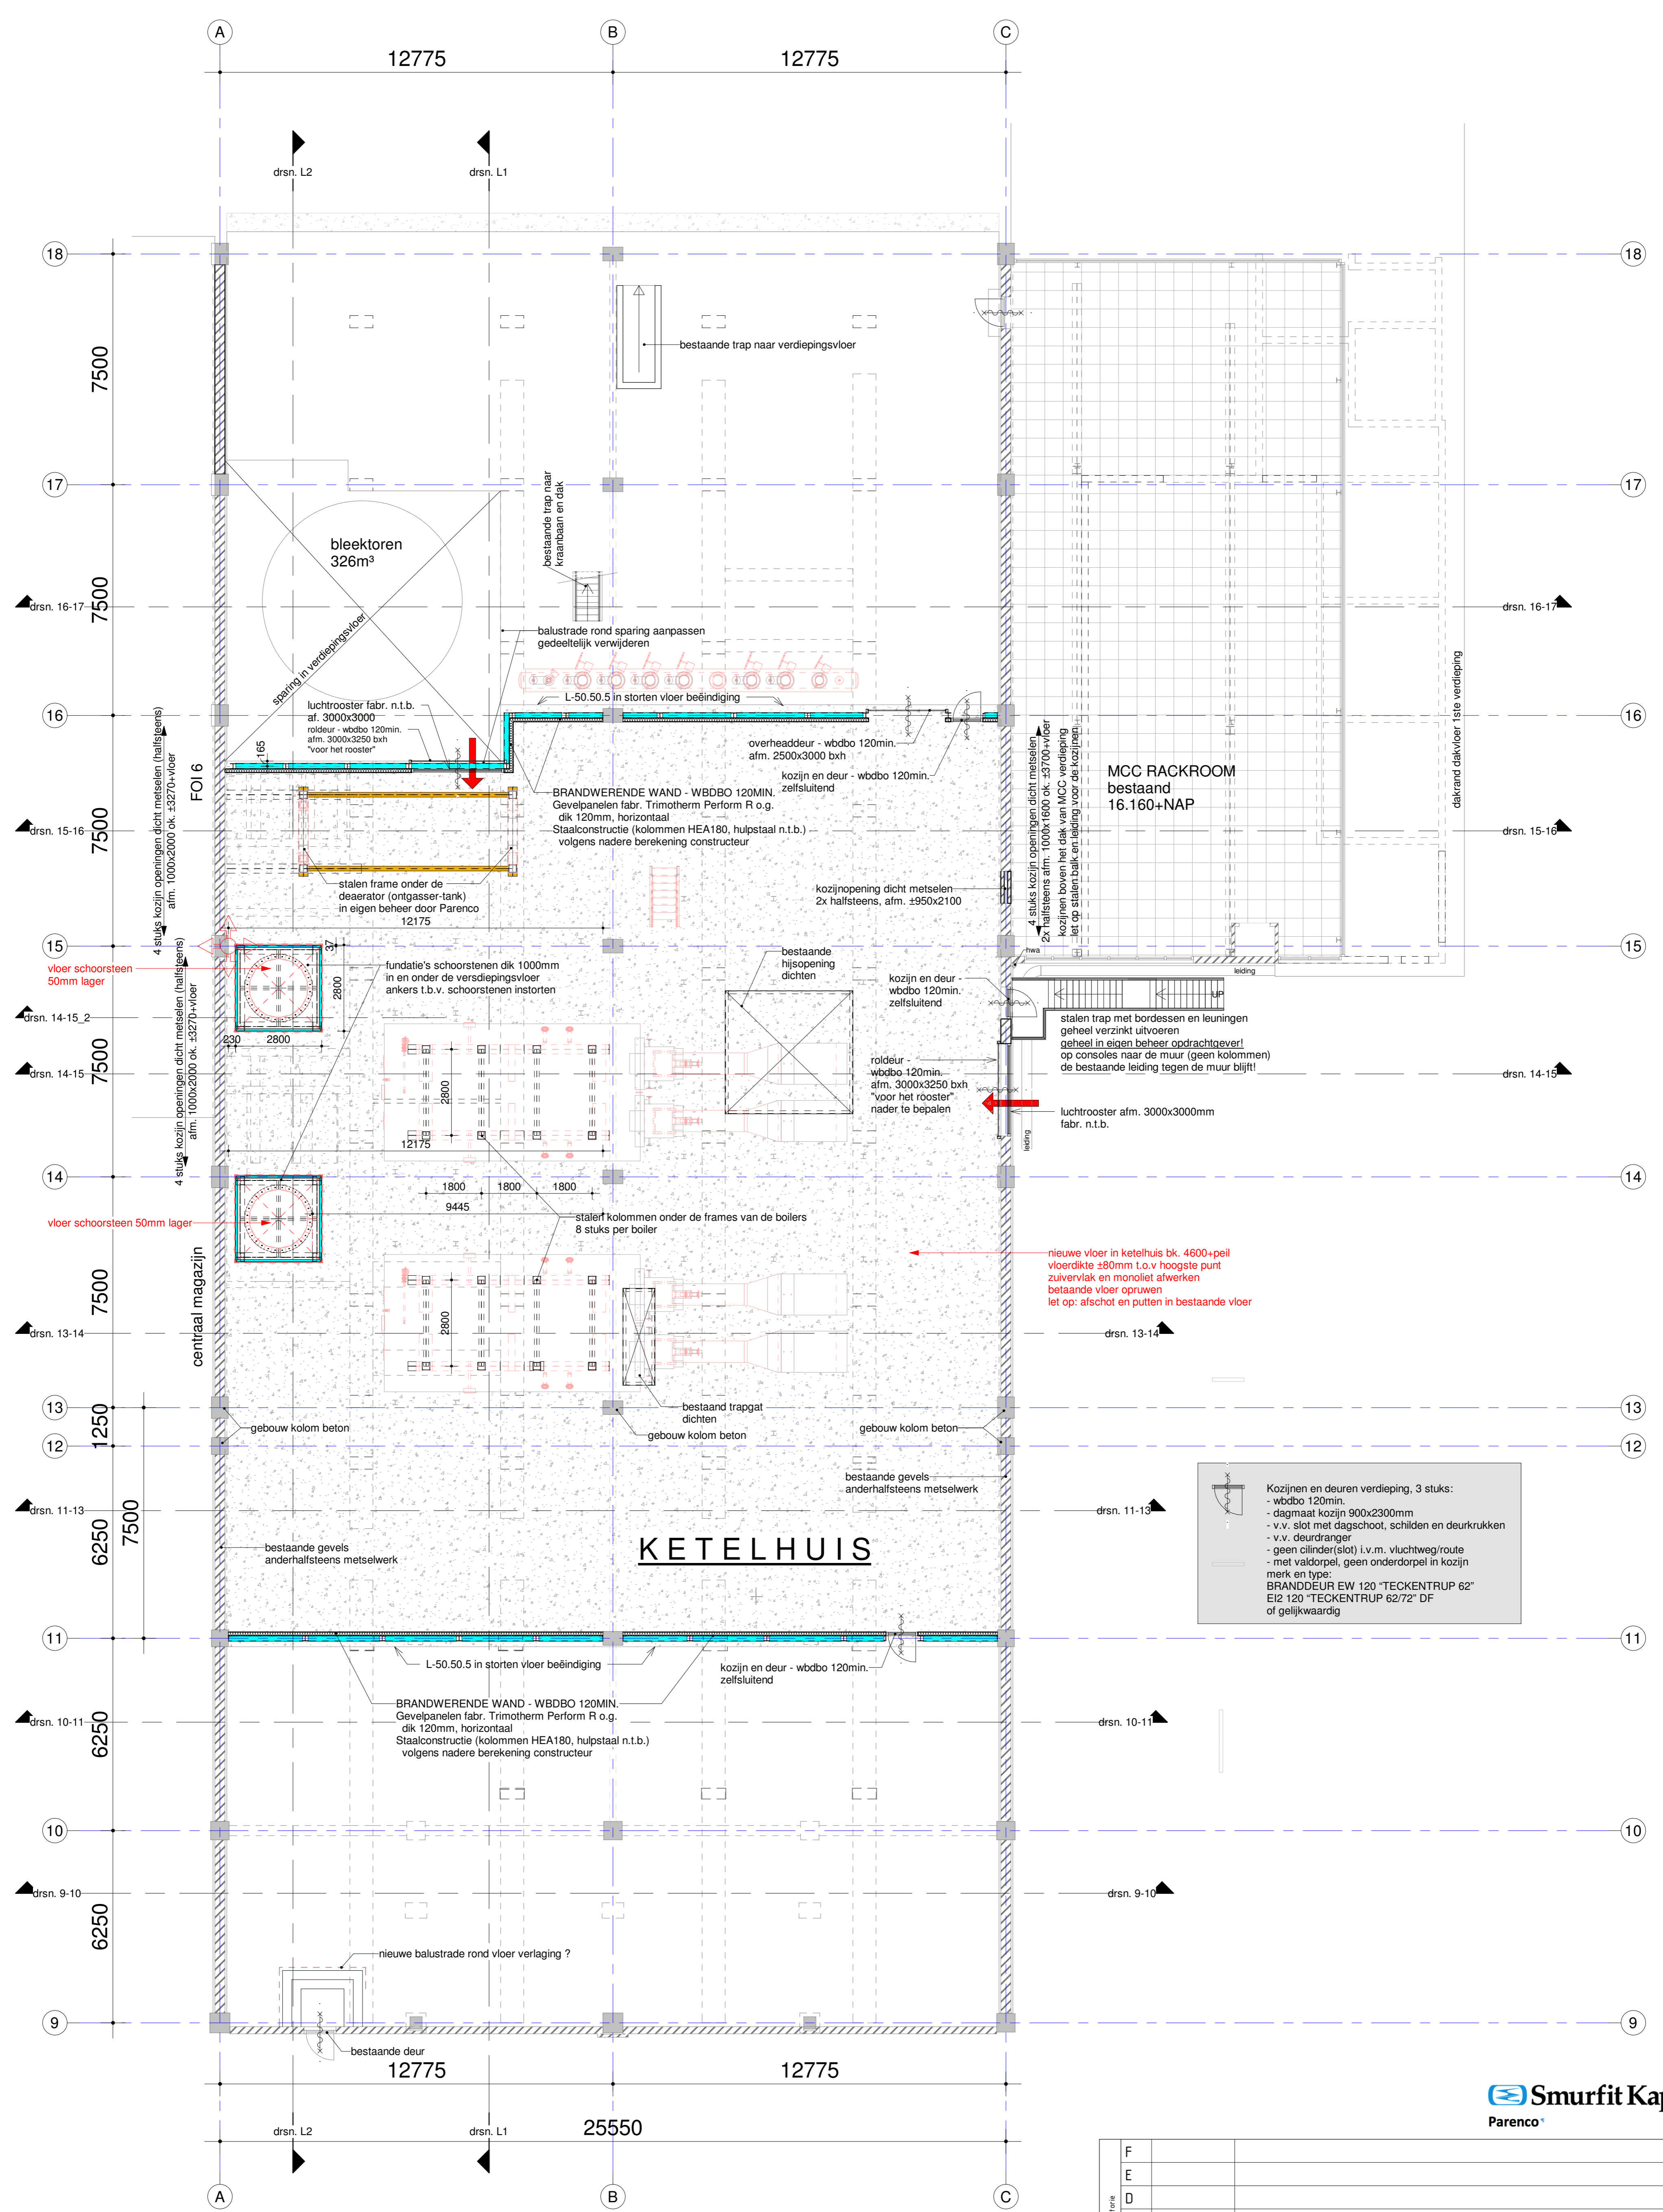 A
B
C
12775
12775
drsn. L2
drsn. L1
18
18
7500
bestaande trap naar verdiepingsvloer
17
17
bestaande trap naar
kraanbaan en dak
bleektoren
326m³
7500
drsn. 16-17
drsn. 16-17
sparing in verdiepingsvloer
balustrade rond sparing aanpassen
gedeeltelijk verwijderen
dakrand dakvloer 1ste verdieping
L-50.50.5 in storten vloer beëindiging
16
16
luchtrooster fabr. n.t.b.
af. 3000x3000
roldeur - wbdbo 120min.
afm. 3000x3250 bxh
"voor het rooster"
165
FOI 6
4 stuks kozijn openingen dicht metselen (halfsteens)
afm. 1000x2000 ok. ±3270+vloer
overheaddeur - wbdbo 120min.
afm. 2500x3000 bxh
kozijn en deur - wbdbo 120min.
zelfsluitend
4 stuks kozijn openingen dicht metselen
2x halfsteens afm. 1000x1600 ok. ±3700+vloer
kozijnen boven het dak van MCC verdieping
let op stalen balk en leiding voor de kozijnen
MCC RACKROOM
bestaand
16.160+NAP
BRANDWERENDE WAND - WBDBO 120MIN.
Gevelpanelen fabr. Trimotherm Perform R o.g.
dik 120mm, horizontaal
Staalconstructie (kolommen HEA180, hulpstaal n.t.b.)
volgens nadere berekening constructeur
7500
drsn. 15-16
drsn. 15-16
stalen frame onder de
deaerator (ontgasser-tank)
in eigen beheer door Parenco
12175
kozijnopening dicht metselen
2x halfsteens, afm. ±950x2100
15
15
37
hwa
leiding
vloer schoorsteen
50mm lager
fundatie's schoorstenen dik 1000mm
in en onder de versdiepingsvloer
ankers t.b.v. schoorstenen instorten
2800
bestaande
hijsopening
dichten
kozijn en deur -
wbdbo 120min.
zelfsluitend
UP
drsn. 14-15_2
230
2800
4 stuks kozijn openingen dicht metselen (halfsteens)
afm. 1000x2000 ok. ±3270+vloer
stalen trap met bordessen en leuningen
geheel verzinkt uitvoeren
geheel in eigen beheer opdrachtgever!
op consoles naar de muur (geen kolommen)
de bestaande leiding tegen de muur blijft!
7500
drsn. 14-15
drsn. 14-15
roldeur -
wbdbo 120min.
afm. 3000x3250 bxh
"voor het rooster"
nader te bepalen
2800
luchtrooster afm. 3000x3000mm
fabr. n.t.b.
leiding
12175
14
14
1800
1800
1800
9445
vloer schoorsteen 50mm lager
stalen kolommen onder de frames van de boilers
8 stuks per boiler
centraal magazijn
7500
nieuwe vloer in ketelhuis bk. 4600+peil
vloerdikte ±80mm t.o.v hoogste punt
zuivervlak en monoliet afwerken
betaande vloer opruwen
let op: afschot en putten in bestaande vloer
2800
drsn. 13-14
drsn. 13-14
bestaand trapgat
dichten
13
13
1250
gebouw kolom beton
gebouw kolom beton
gebouw kolom beton
12
12
bestaande gevels
anderhalfsteens metselwerk
drsn. 11-13
drsn. 11-13
Kozijnen en deuren verdieping, 3 stuks:
- wbdbo 120min.
- dagmaat kozijn 900x2300mm
- v.v. slot met dagschoot, schilden en deurkrukken
- v.v. deurdranger
- geen cilinder(slot) i.v.m. vluchtweg/route
- met valdorpel, geen onderdorpel in kozijn
merk en type:
BRANDDEUR EW 120 “TECKENTRUP 62”
EI2 120 “TECKENTRUP 62/72” DF
of gelijkwaardig
6250
7500
bestaande gevels
anderhalfsteens metselwerk
KETELHUIS
11
11
L-50.50.5 in storten vloer beëindiging
kozijn en deur - wbdbo 120min.
zelfsluitend
BRANDWERENDE WAND - WBDBO 120MIN.
Gevelpanelen fabr. Trimotherm Perform R o.g.
dik 120mm, horizontaal
Staalconstructie (kolommen HEA180, hulpstaal n.t.b.)
volgens nadere berekening constructeur
drsn. 10-11
drsn. 10-11
6250
10
10
drsn. 9-10
drsn. 9-10
6250
nieuwe balustrade rond vloer verlaging ?
9
9
bestaande deur
12775
12775
Smurfit Kap
Parenco
drsn. L2
drsn. L1
25550
A
B
C
F
E
D
torie